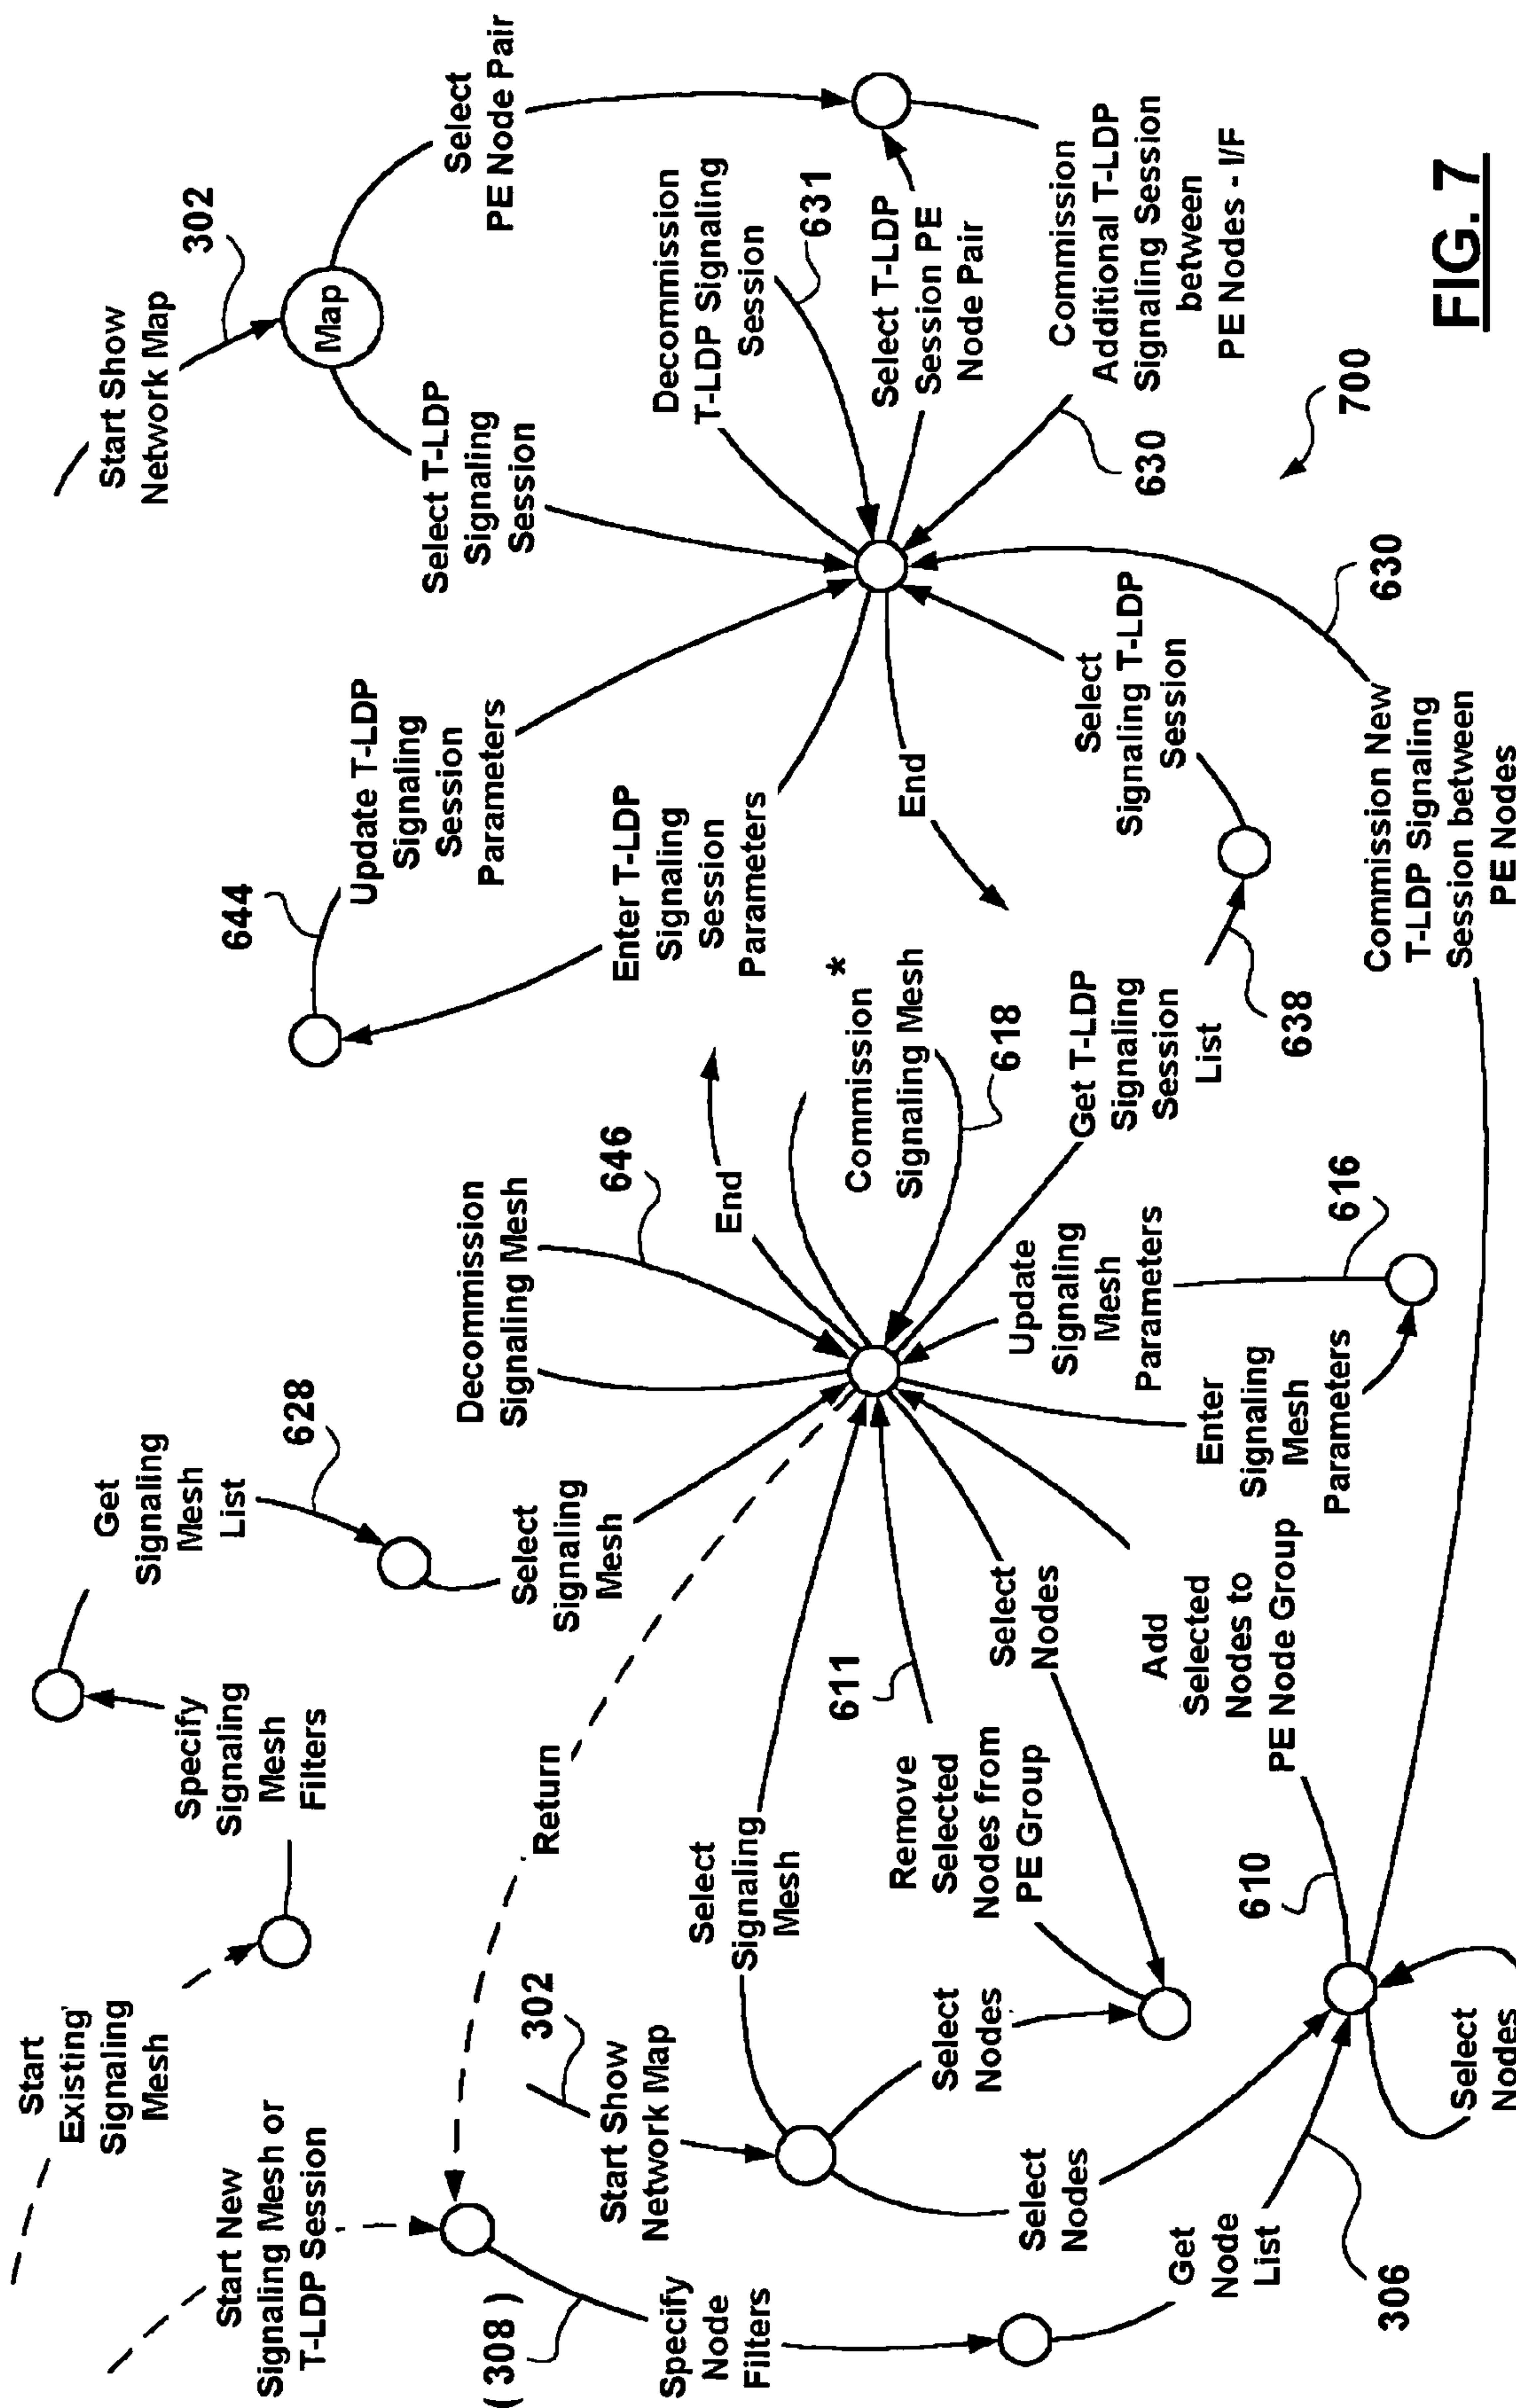 Start
Existing
Signaling
Mesh
Specify
Signaling
Mesh
Filters
Get
Signaling
Mesh
List
628
Select
Signaling
Mesh
Start New
Signaling Mesh or
T-LDP Session
( 308 )
Specify
Node
Filters
Get
Node
List
306
Return
302
Start Show
Network Map
Select
Signaling
Mesh
Select
Nodes
Select
Nodes
Remove
Selected
Nodes from
PE Group
611
Select
Nodes
Add
Selected
Nodes to
PE Node Group
610
Select
Nodes
Decommission
Signaling Mesh
646
End
Commission *
Signaling Mesh
618
Get T-LDP
Signaling
Session
List
638
Update
Signaling
Mesh
Parameters
616
Enter
Signaling
Mesh
Parameters
Start Show
Network Map
302
Map
Select
PE Node Pair
Select T-LDP
Signaling
Session
644
Update T-LDP
Signaling
Session
Parameters
Enter T-LDP
Signaling
Session
Parameters
End
Decommission
T-LDP Signaling
Session
631
Select T-LDP
Session PE
Node Pair
Commission
Additional T-LDP
Signaling Session
between
PE Nodes - I/F
630
Select
Signaling T-LDP
Session
630
Commission New
T-LDP Signaling
Session between
PE Nodes
700
FIG. 7